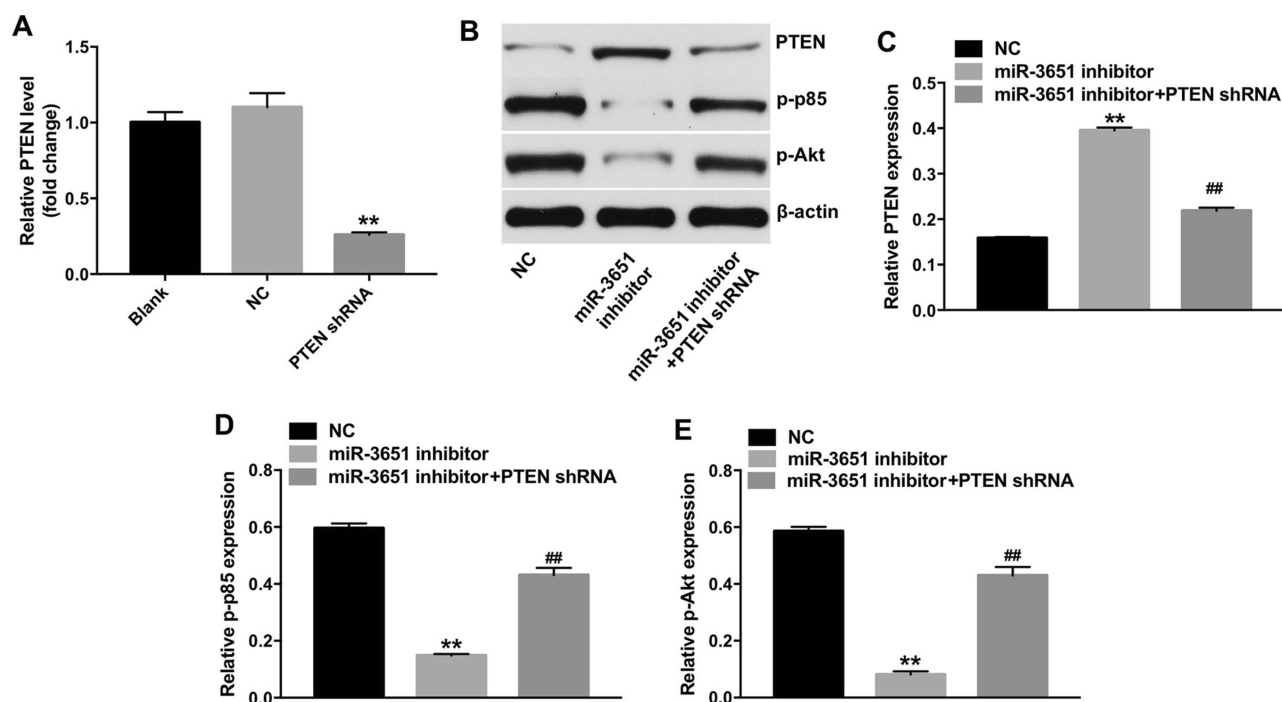 A
Relative PTEN level
(fold change)
1.5
1.0
0.5
0.0
**
Blank
NC
PTEN shRNA
B
PTEN
p-p85
p-Akt
β-actin
NC
miR-3651
inhibitor
miR-3651 inhibitor
+PTEN shRNA
C
NC
miR-3651 inhibitor
miR-3651 inhibitor+PTEN shRNA
Relative PTEN expression
0.5
0.4
0.3
0.2
0.1
0.0
**
##
D
NC
miR-3651 inhibitor
miR-3651 inhibitor+PTEN shRNA
Relative p-p85 expression
0.8
0.6
0.4
0.2
0.0
**
##
E
NC
miR-3651 inhibitor
miR-3651 inhibitor+PTEN shRNA
Relative p-Akt expression
0.8
0.6
0.4
0.2
0.0
**
##